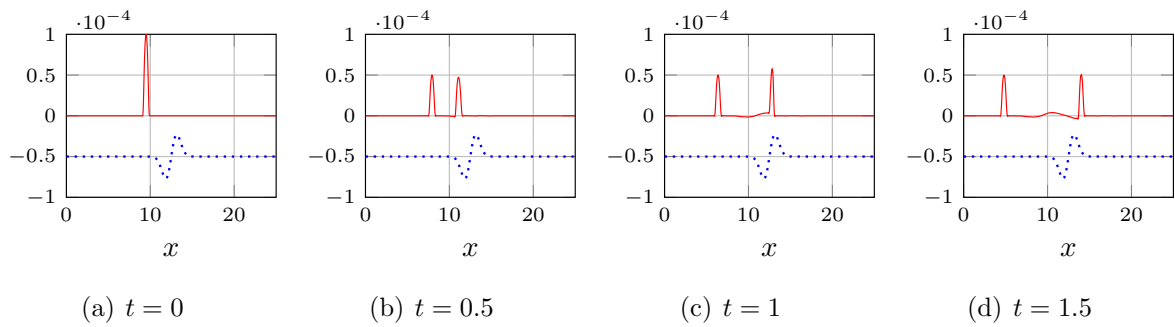 ·10⁻⁴ ·10⁻⁴ ·10⁻⁴ ·10⁻⁴
1 1 1 1
0.5 0.5 0.5 0.5
0 0 0 0
−0.5 −0.5 −0.5 −0.5
−1 −1 −1 −1
0 10 20 0 10 20 0 10 20 0 10 20
x x x x
(a) t = 0 (b) t = 0.5 (c) t = 1 (d) t = 1.5